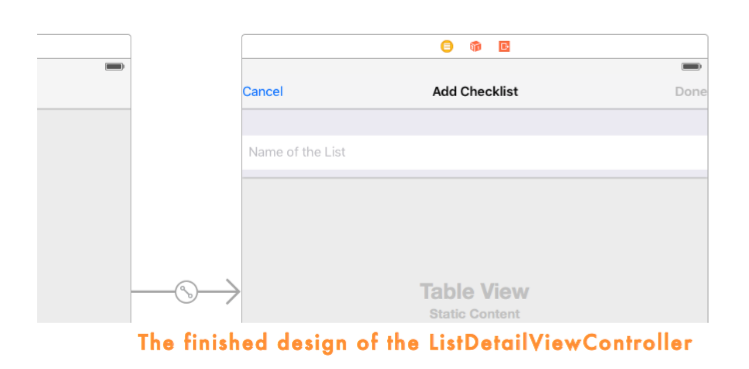 Cancel Add Checklist Done
Name of the List
Table View
Static Content
The finished design of the ListDetailViewController